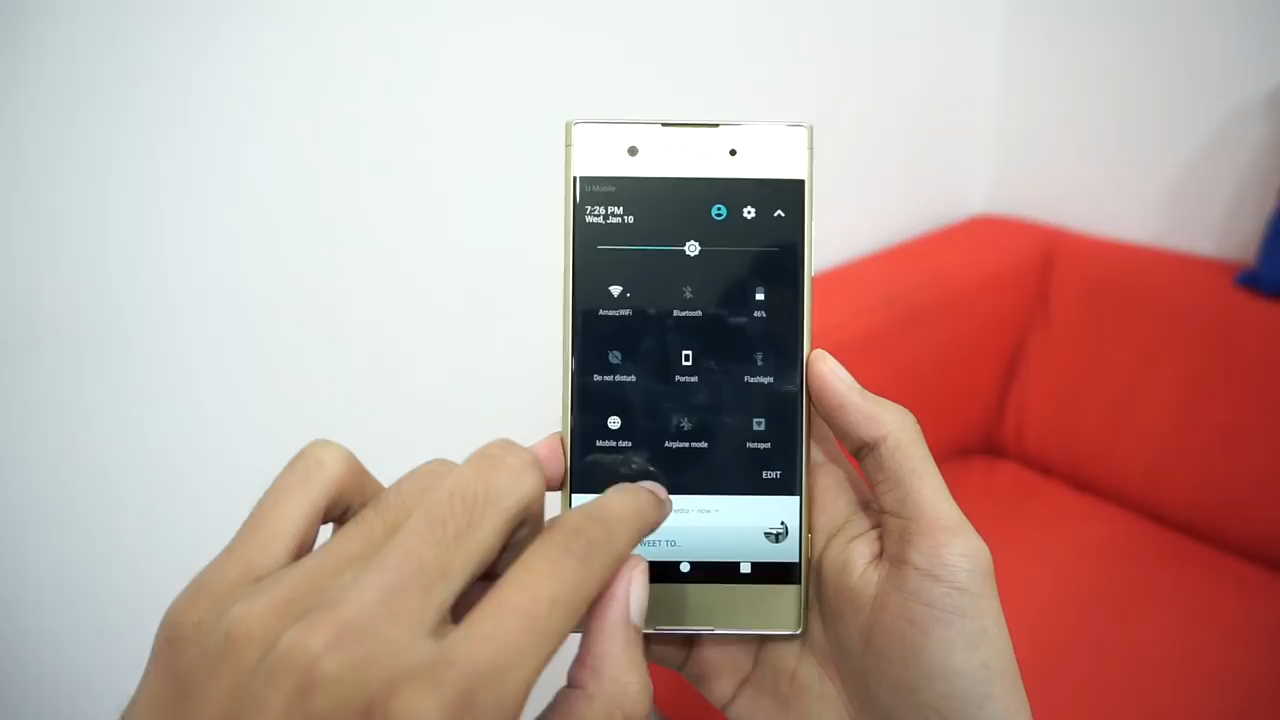 U Mobile
7:26 PM
Wed, Jan 10
AmanzWiFi
Bluetooth
46%
Do not disturb
Portrait
Flashlight
Mobile data
Airplane mode
Hotspot
EDIT
now
TO...